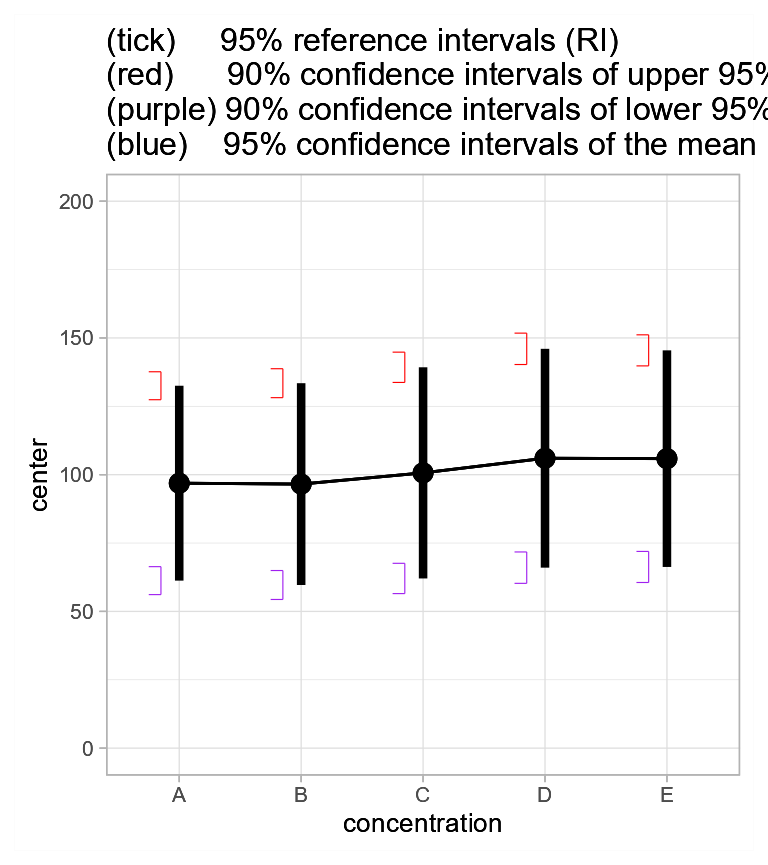 (tick) 95% reference intervals (RI)
(red) 90% confidence intervals of upper 95%
(purple) 90% confidence intervals of lower 95%
(blue) 95% confidence intervals of the mean
200
150
100
50
0
center
A B C D E
concentration